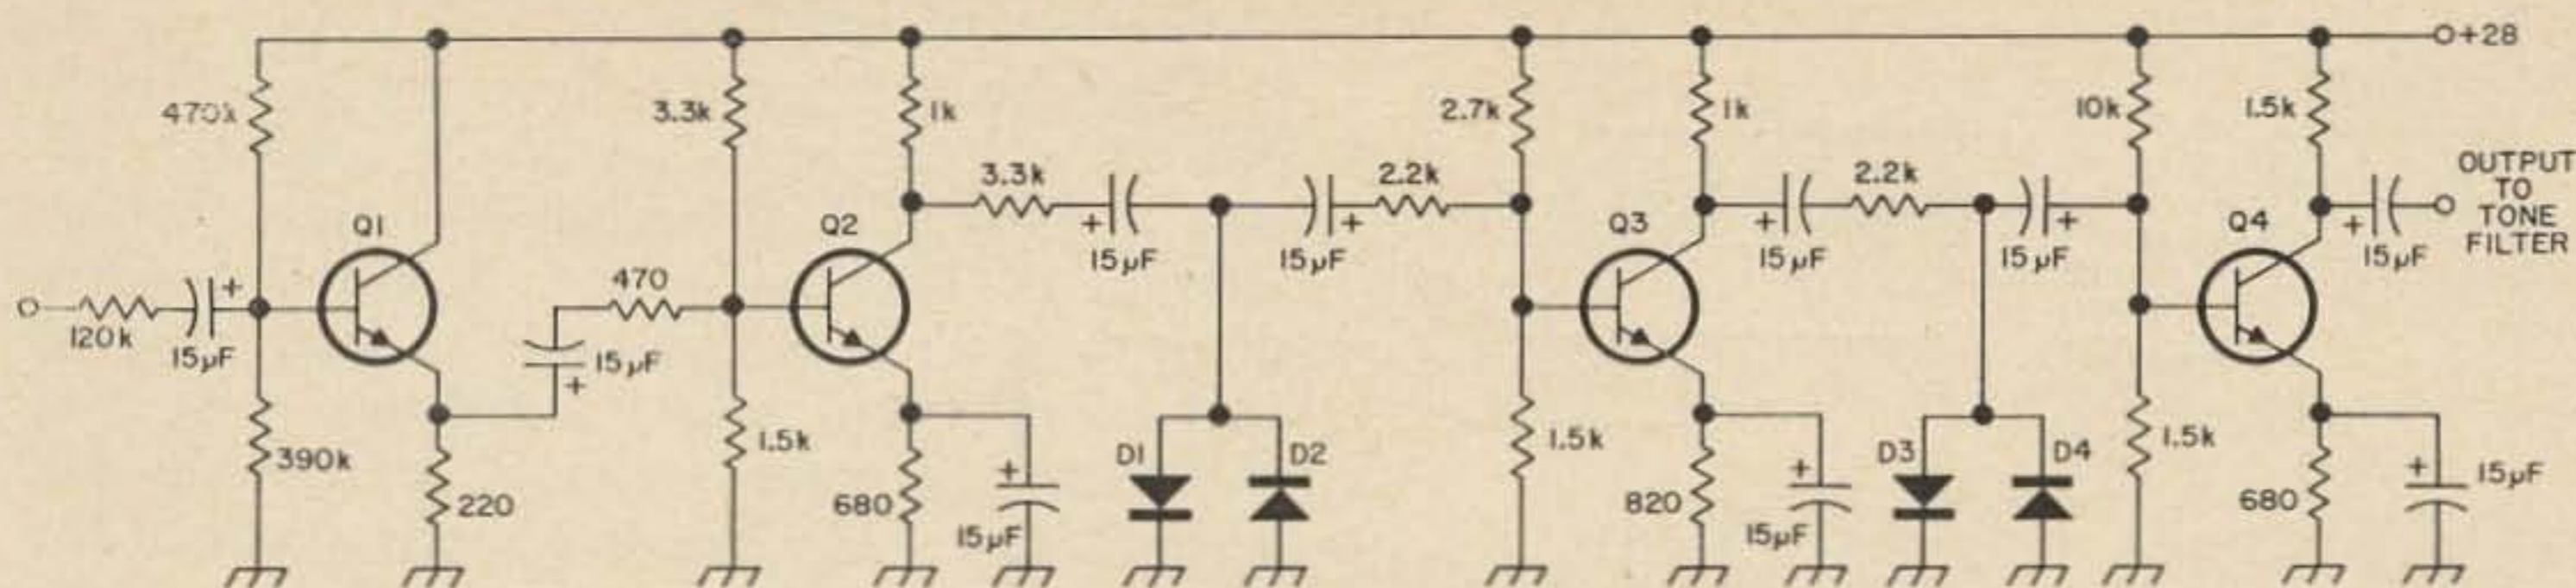 +28
470k
3.3k
1k
2.7k
1k
10k
1.5k
OUTPUT
TO
TONE
FILTER
3.3k
2.2k
2.2k
Q1
Q2
Q3
Q4
+
+
+
+
+
15µF
15µF
15µF
15µF
15µF
120k
+
15µF
470
15µF
+
390k
220
1.5k
680
+
15µF
D1
D2
1.5k
820
+
15µF
D3
D4
1.5k
680
+
15µF